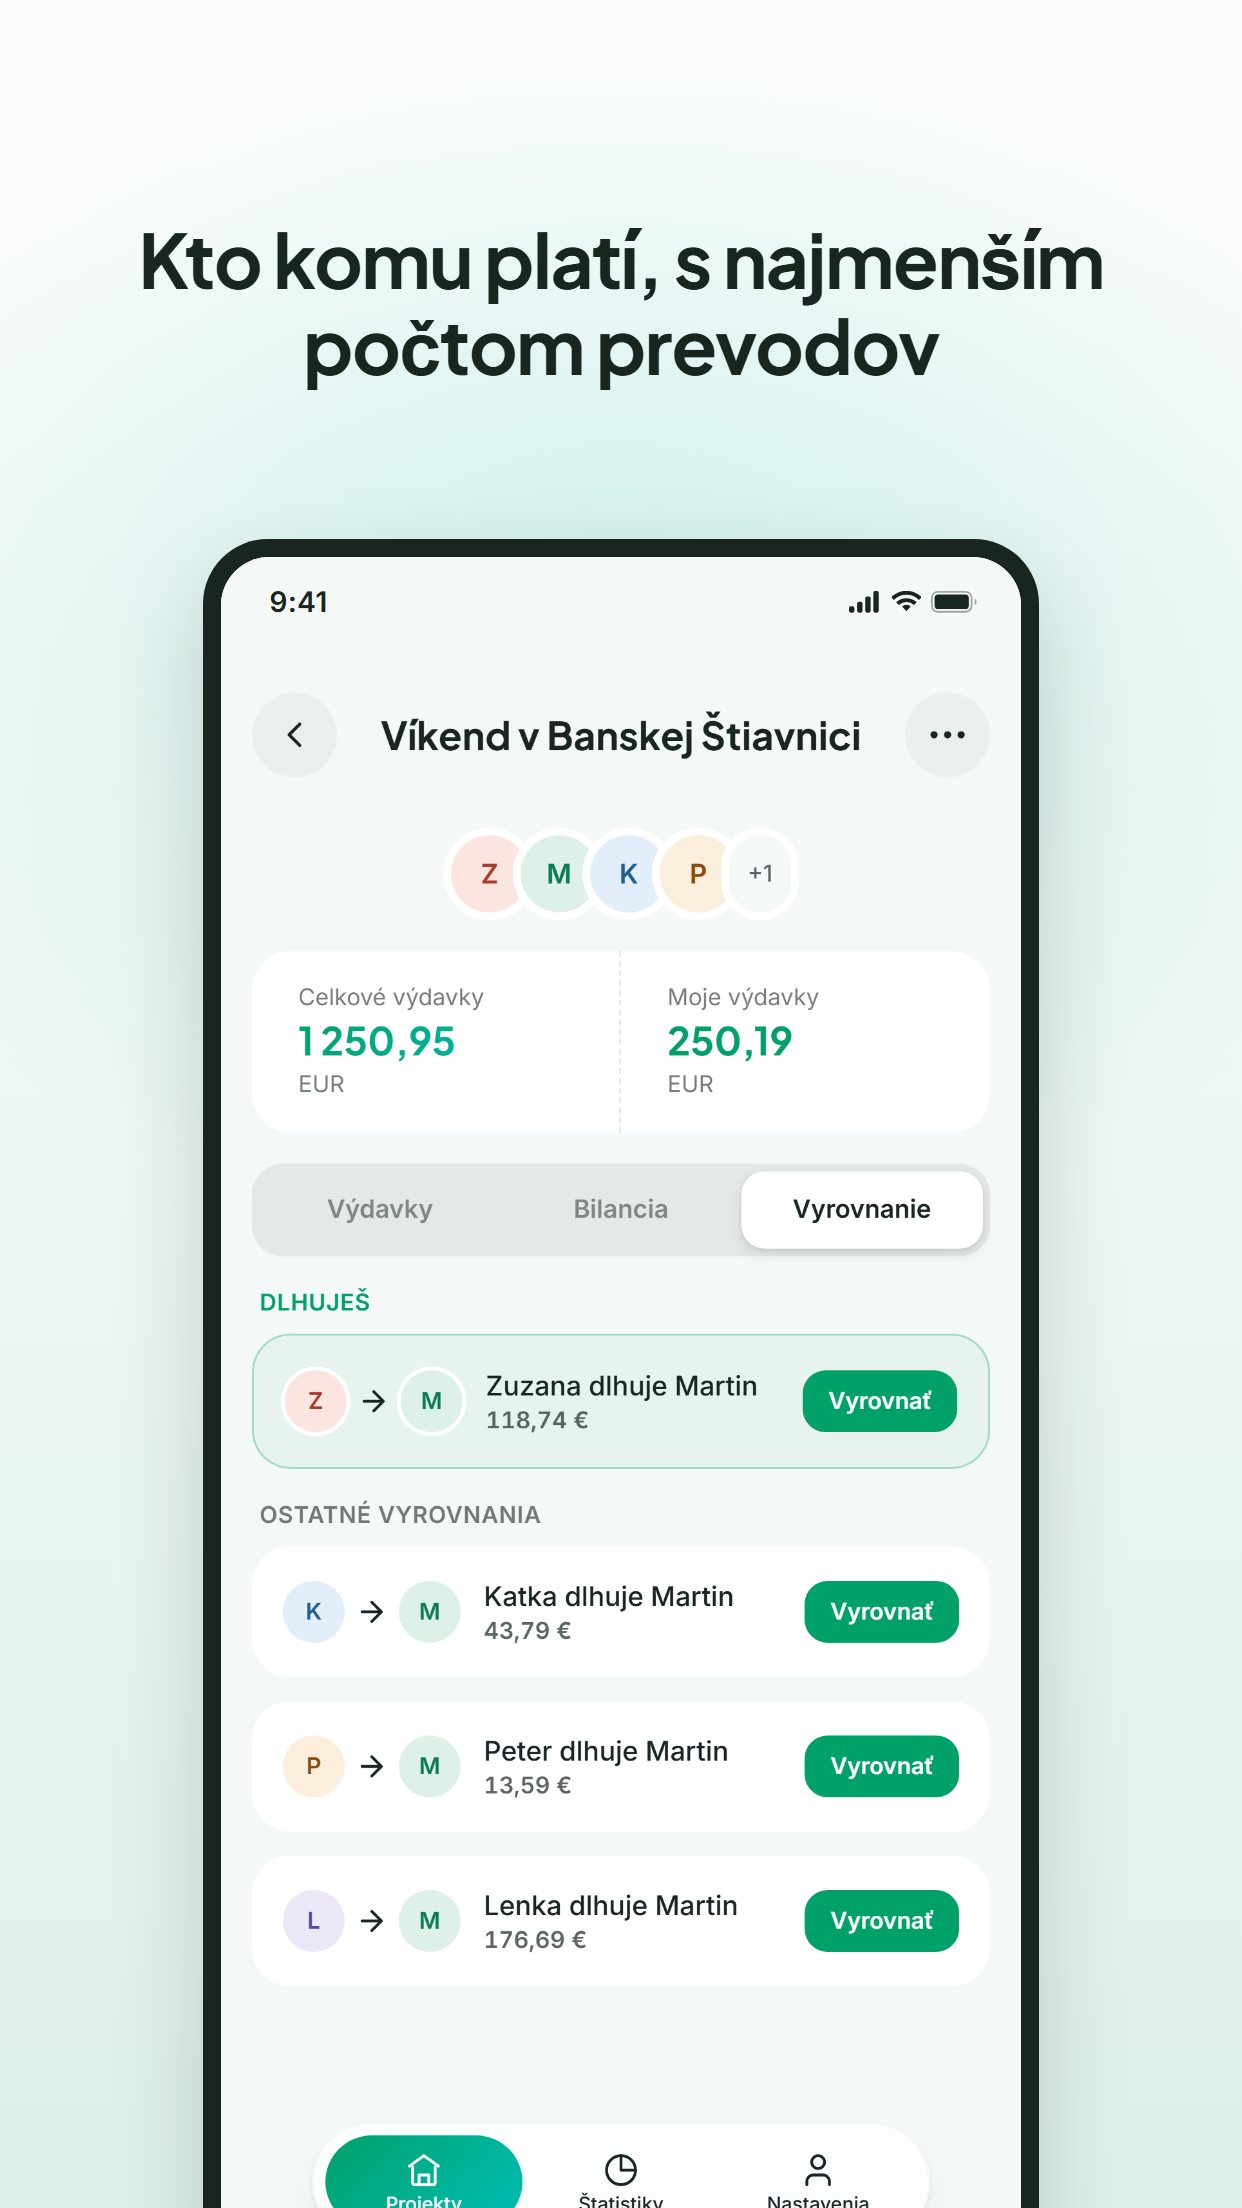 Kto komu platí, s najmenším
počtom prevodov
9:41
Víkend v Banskej Štiavnici
Z M K P +1
Celkové výdavky
1 250,95
EUR
Moje výdavky
250,19
EUR
Výdavky Bilancia Vyrovnanie
DLHUJEŠ
Z M Zuzana dlhuje Martin
118,74 €
Vyrovnať
OSTATNÉ VYROVNANIA
K M Katka dlhuje Martin
43,79 €
Vyrovnať
P M Peter dlhuje Martin
13,59 €
Vyrovnať
L M Lenka dlhuje Martin
176,69 €
Vyrovnať
Projekty Štatistiky Nastavenia